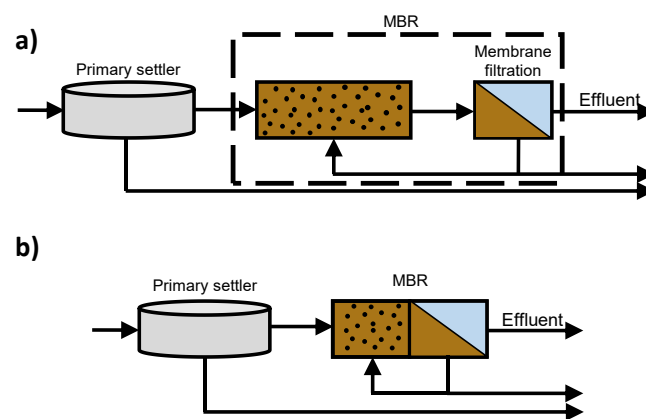 a)
MBR
Primary settler
Membrane
filtration
Effluent
b)
Primary settler
MBR
Effluent